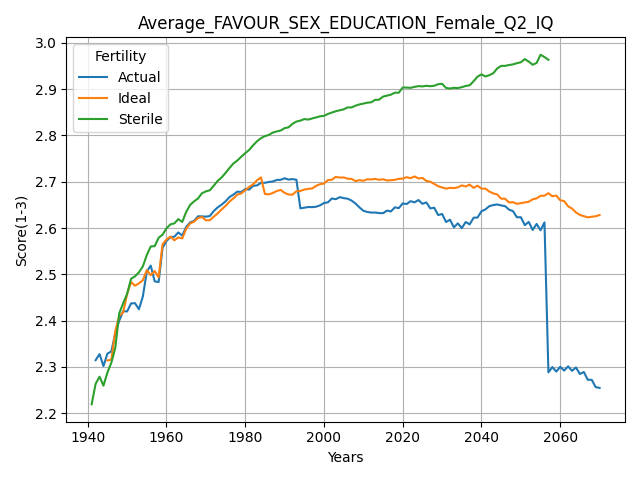 Average_FAVOUR_SEX_EDUCATION_Female_Q2_IQ
Score(1-3)
3.0
2.9
2.8
2.7
2.6
2.5
2.4
2.3
2.2
Fertility
Actual
Ideal
Sterile
1940 1960 1980 2000 2020 2040 2060
Years